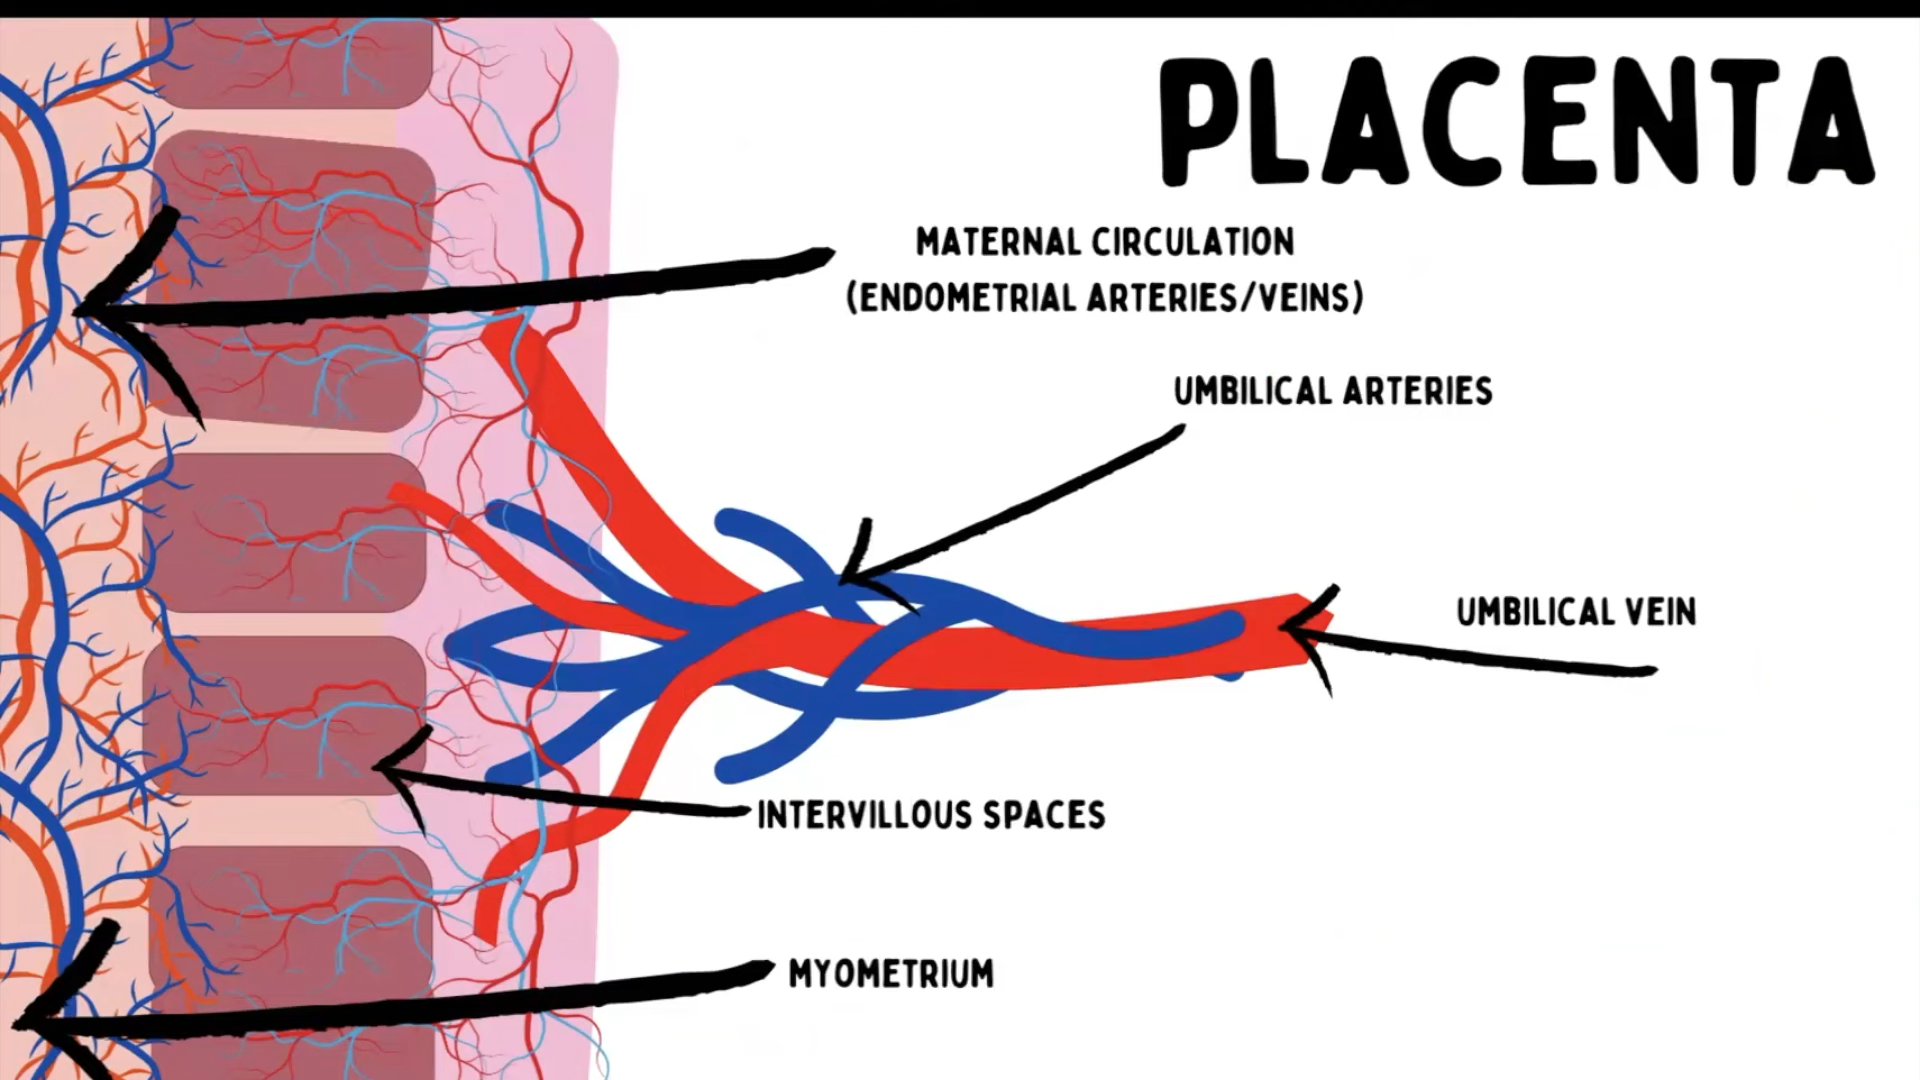 PLACENTA
MATERNAL CIRCULATION
(ENDOMETRIAL ARTERIES/VEINS)
UMBILICAL ARTERIES
UMBILICAL VEIN
INTERVILLOUS SPACES
MYOMETRIUM